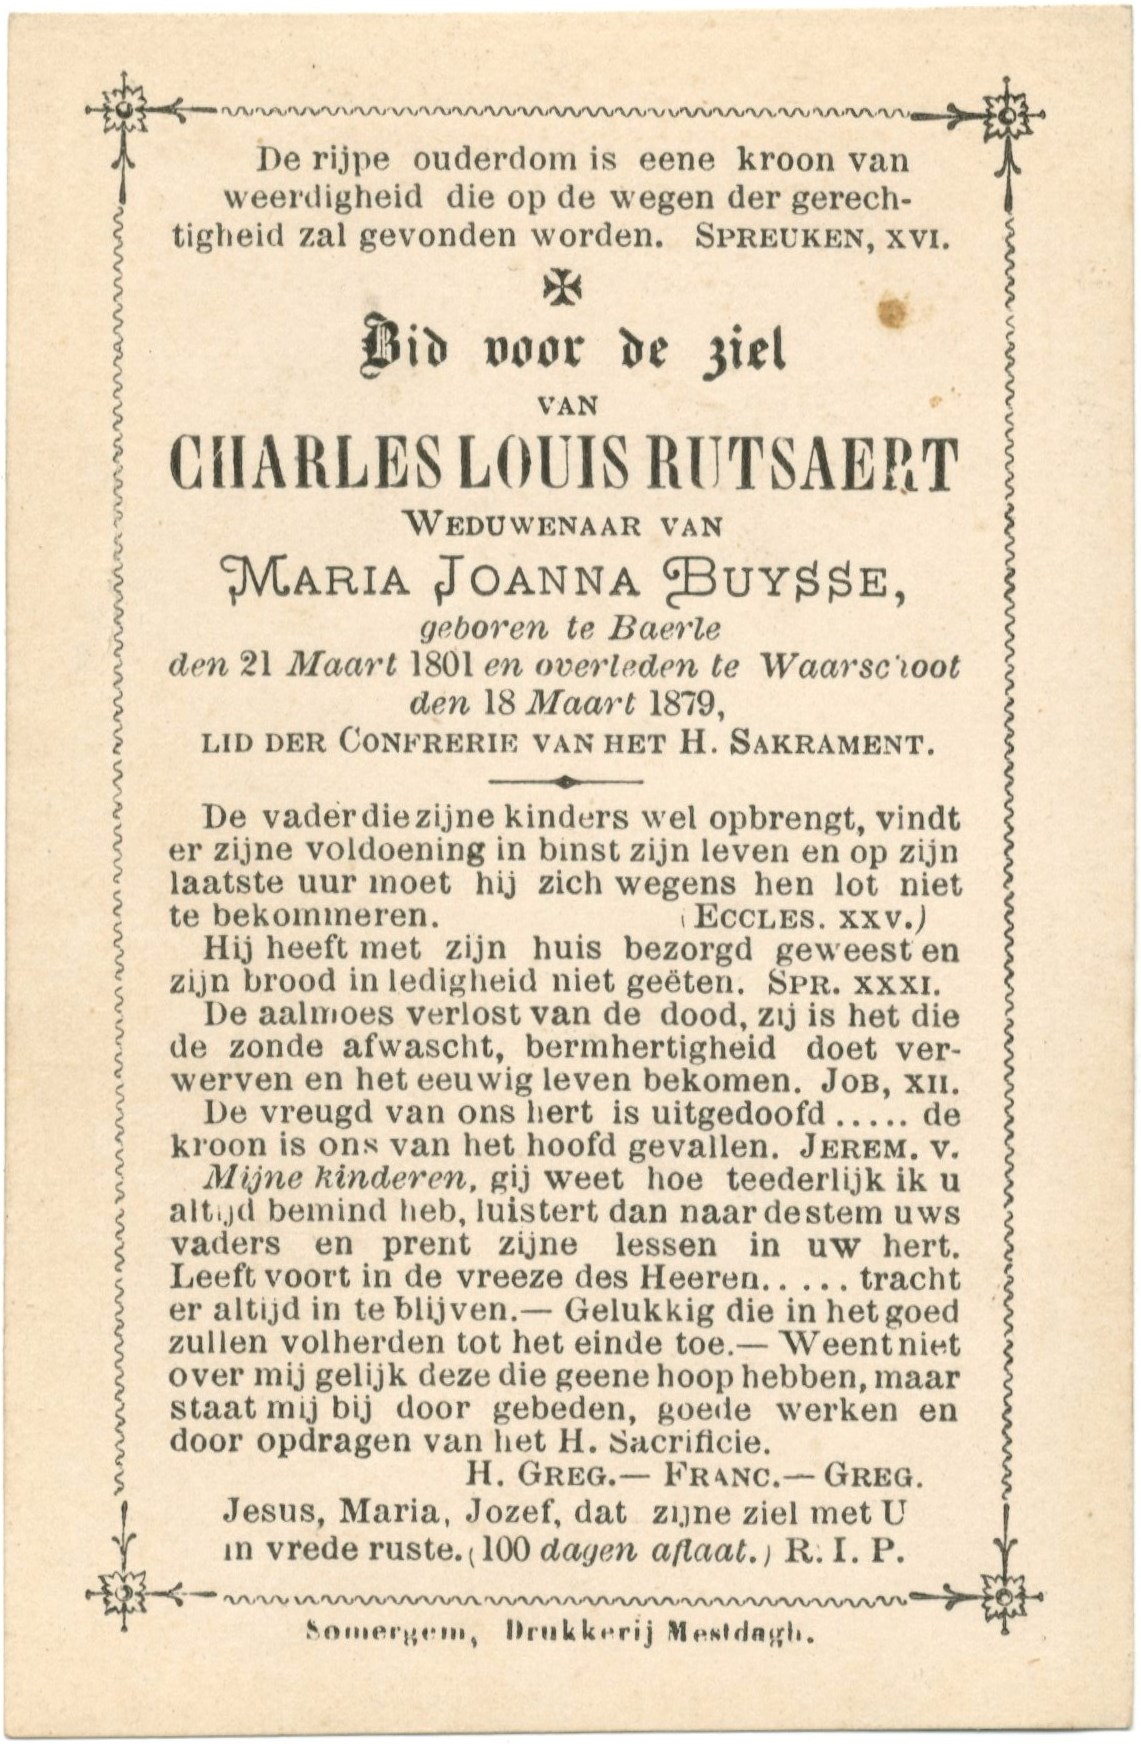 De rijpe ouderdom is eene kroon van
weerdigheid die op de wegen der gerech-
tigheid zal gevonden worden. SPREUKEN, XVI.
✠
Bid voor de ziel
VAN
CHARLES LOUIS RUTSAERT
WEDUWENAAR VAN
MARIA JOANNA BUYSSE,
geboren te Baerle
den 21 Maart 1801 en overleden te Waarschoot
den 18 Maart 1879,
LID DER CONFRERIE VAN HET H. SAKRAMENT.
De vader die zijne kinders wel opbrengt, vindt
er zijne voldoening in binst zijn leven en op zijn
laatste uur moet hij zich wegens hen lot niet
te bekommeren. (ECCLES. XXV.)
Hij heeft met zijn huis bezorgd geweest en
zijn brood in ledigheid niet geëten. SPR. XXXI.
De aalmoes verlost van de dood, zij is het die
de zonde afwascht, bermhertigheid doet ver-
werven en het eeuwig leven bekomen. JOB, XII.
De vreugd van ons hert is uitgedoofd ..... de
kroon is ons van het hoofd gevallen. JEREM. V.
Mijne kinderen, gij weet hoe teederlijk ik u
altijd bemind heb, luistert dan naar de stem uws
vaders en prent zijne lessen in uw hert.
Leeft voort in de vreeze des Heeren..... tracht
er altijd in te blijven.— Gelukkig die in het goed
zullen volherden tot het einde toe.— Weent niet
over mij gelijk deze die geene hoop hebben, maar
staat mij bij door gebeden, goede werken en
door opdragen van het H. Sacrificie.
H. GREG.— FRANC.— GREG.
Jesus, Maria, Jozef, dat zijne ziel met U
in vrede ruste. (100 dagen aflaat.) R. I. P.
Somergem, Drukkerij Mestdagh.